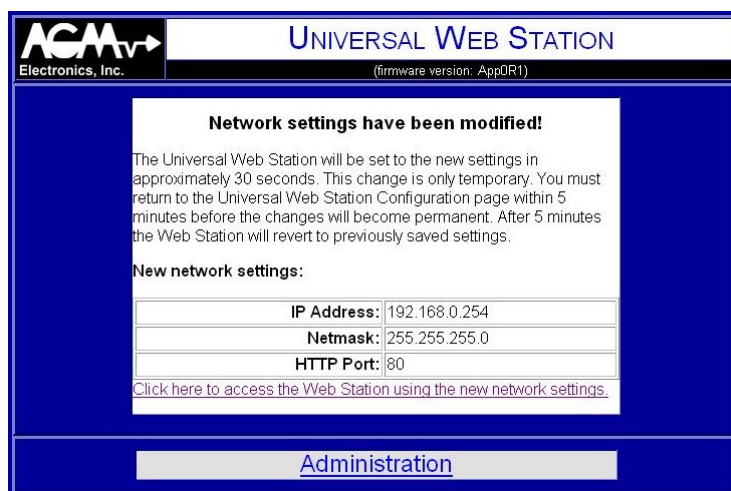 AGM
Electronics, Inc.
UNIVERSAL WEB STATION
(firmware version: App0R1)
Network settings have been modified!
The Universal Web Station will be set to the new settings in
approximately 30 seconds. This change is only temporary. You must
return to the Universal Web Station Configuration page within 5
minutes before the changes will become permanent. After 5 minutes
the Web Station will revert to previously saved settings.
New network settings:
IP Address: 192.168.0.254
Netmask: 255.255.255.0
HTTP Port: 80
Click here to access the Web Station using the new network settings.
Administration